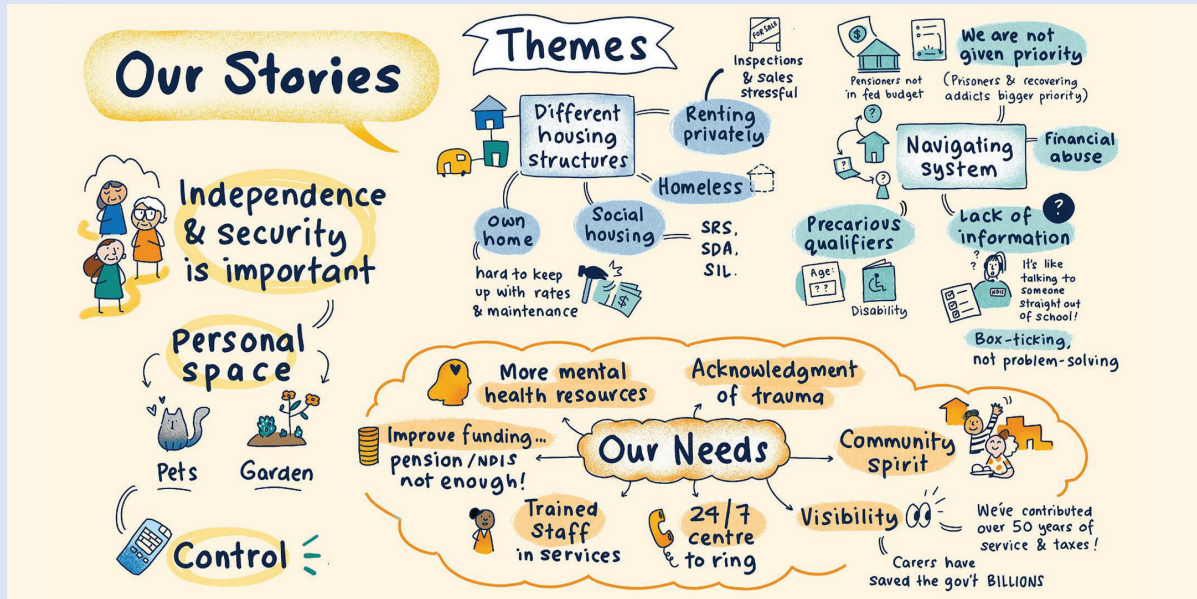 Our Stories
Independence
& security
is important
Personal
space
Pets
Garden
Control
Themes
Different
housing
structures
FOR SALE
Inspections
& sales
stressful
Renting
privately
Homeless
Social
housing
SRS,
SDA,
SIL.
own
home
hard to keep
up with rates
& maintenance
$
$
Pensioners not
in fed budget
We are not
given priority
(Prisoners & recovering
addicts bigger priority)
?
?
?
Navigating
system
Financial
abuse
Precarious
qualifiers
Age:
??
Disability
Lack of
information
?
?
?
NDIS
It's like
talking to
someone
straight out
of school!
Box-ticking,
not problem-solving
Our Needs
More mental
health resources
Acknowledgment
of trauma
Improve funding...
pension/NDIS
not enough!
Community
spirit
Trained
Staff
in services
24/7
centre
to ring
Visibility
We've contributed
over 50 years of
service & taxes!
Carers have
saved the gov't BILLIONS